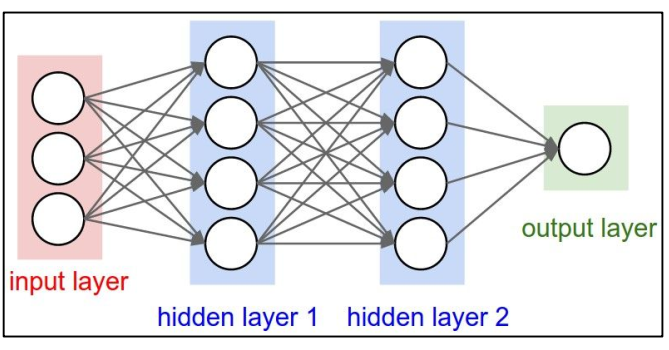 output layer
input layer
hidden layer 1
hidden layer 2